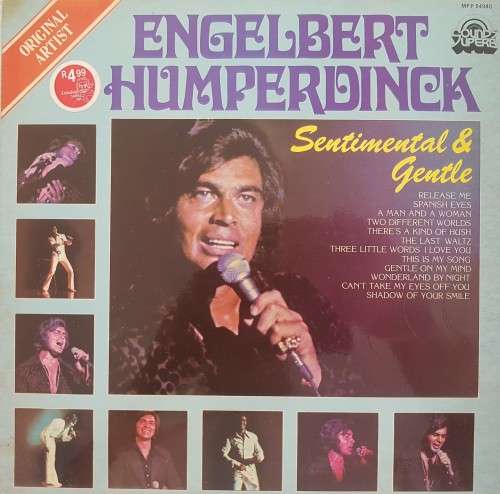 ORIGINAL
ARTIST
MFP 54980
ENGELBERT
HUMPERDINCK
R4,99
Sentimental &
Gentle
RELEASE ME
SPANISH EYES
A MAN AND A WOMAN
TWO DIFFERENT WORLDS
THERE'S A KIND OF HUSH
THE LAST WALTZ
THREE LITTLE WORDS I LOVE YOU
THIS IS MY SONG
GENTLE ON MY MIND
WONDERLAND BY NIGHT
CAN'T TAKE MY EYES OFF YOU
SHADOW OF YOUR SMILE